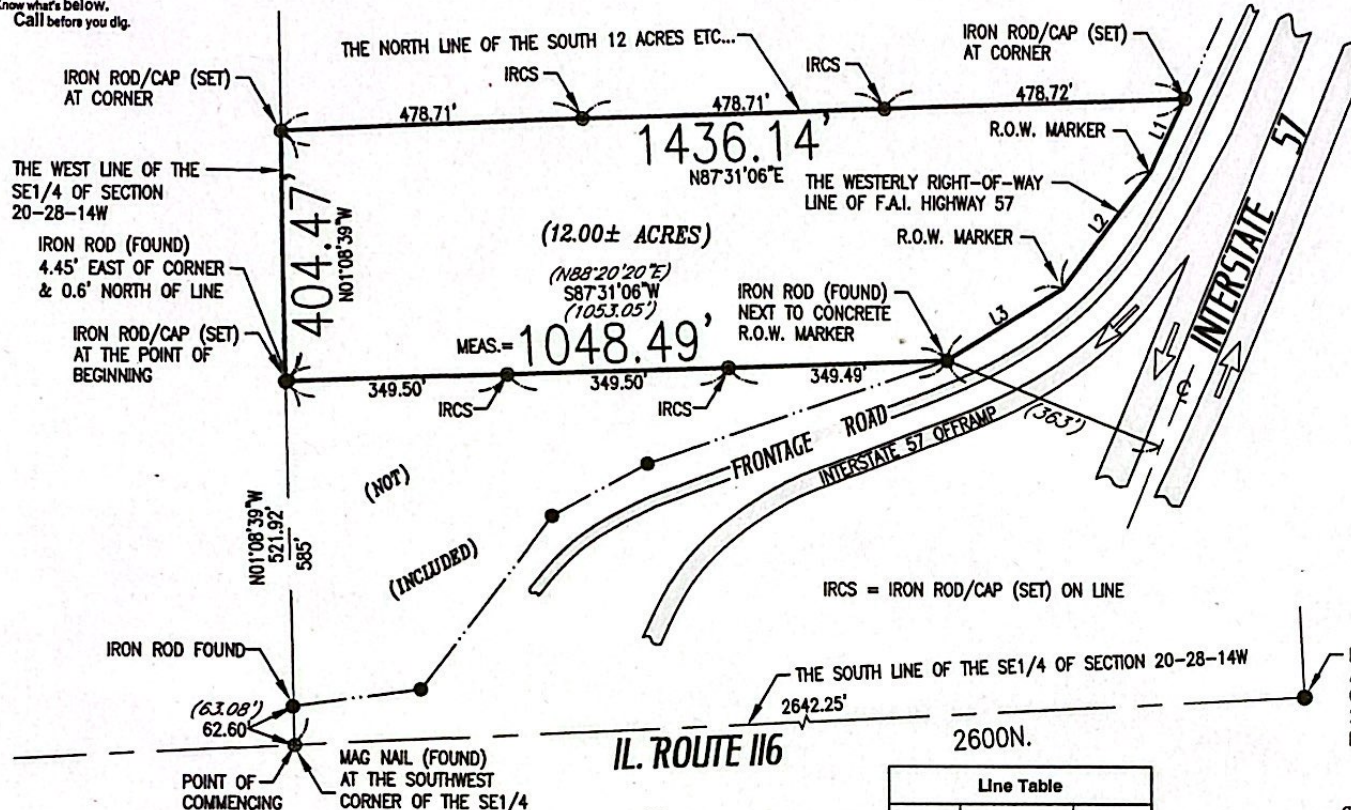 Know what's below.
Call before you dig.
THE NORTH LINE OF THE SOUTH 12 ACRES ETC...
IRON ROD/CAP (SET)
AT CORNER
IRON ROD/CAP (SET)
AT CORNER
IRCS
IRCS
478.71'
478.71'
478.72'
1436.14'
N87°31'06"E
R.O.W. MARKER
L1
THE WEST LINE OF THE
SE1/4 OF SECTION
20-28-14W
404.47'
N01°08'39"W
THE WESTERLY RIGHT-OF-WAY
LINE OF F.A.I. HIGHWAY 57
L2
INTERSTATE 57
(12.00± ACRES)
R.O.W. MARKER
IRON ROD (FOUND)
4.45' EAST OF CORNER
& 0.6' NORTH OF LINE
(N88°20'20"E)
S87°31'06"W
(1053.05')
MEAS.= 1048.49'
IRON ROD (FOUND)
NEXT TO CONCRETE
R.O.W. MARKER
L3
IRON ROD/CAP (SET)
AT THE POINT OF
BEGINNING
349.50'
349.50'
349.49'
IRCS
IRCS
℄
(363')
FRONTAGE ROAD
INTERSTATE 57 OFFRAMP
(NOT)
(INCLUDED)
N01°08'39"W
521.92'
585'
IRCS = IRON ROD/CAP (SET) ON LINE
IRON ROD FOUND
(63.08')
62.60'
THE SOUTH LINE OF THE SE1/4 OF SECTION 20-28-14W
2642.25'
IL. ROUTE 116
2600N.
POINT OF
COMMENCING
MAG NAIL (FOUND)
AT THE SOUTHWEST
CORNER OF THE SE1/4
Line Table